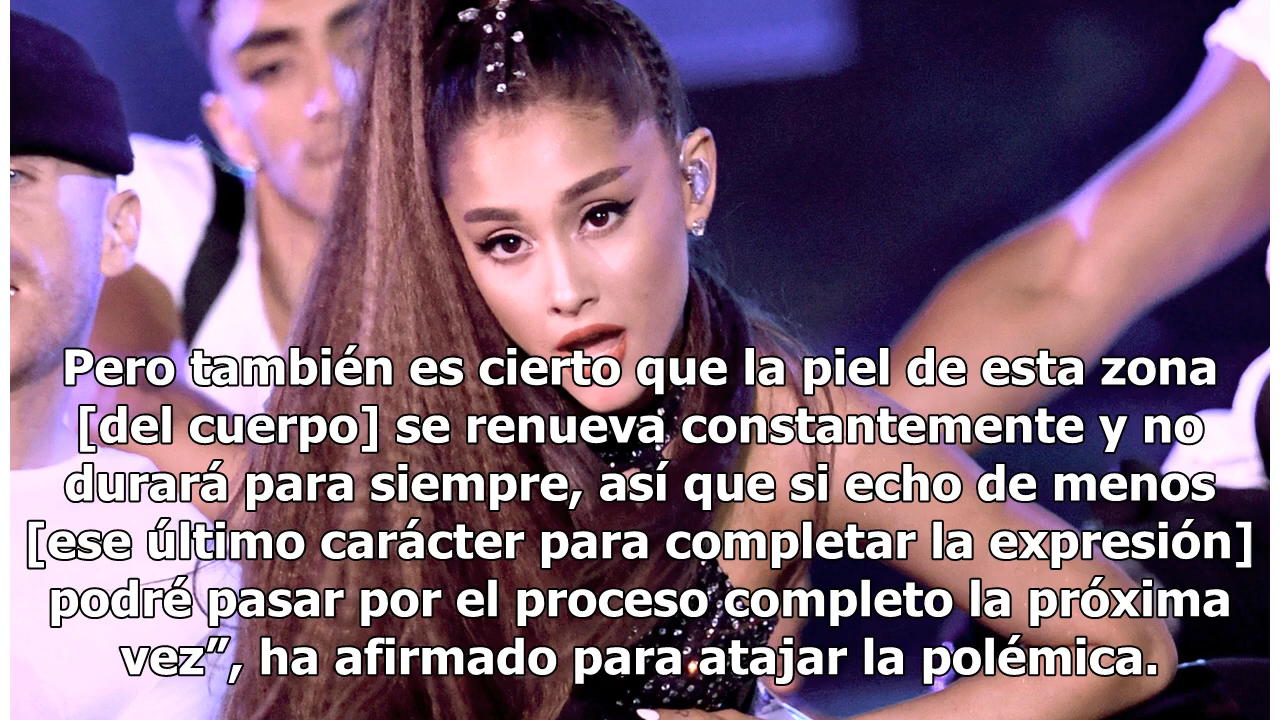 Pero también es cierto que la piel de esta zona
[del cuerpo] se renueva constantemente y no
durará para siempre, así que si echo de menos
[ese último carácter para completar la expresión]
podré pasar por el proceso completo la próxima
vez”, ha afirmado para atajar la polémica.